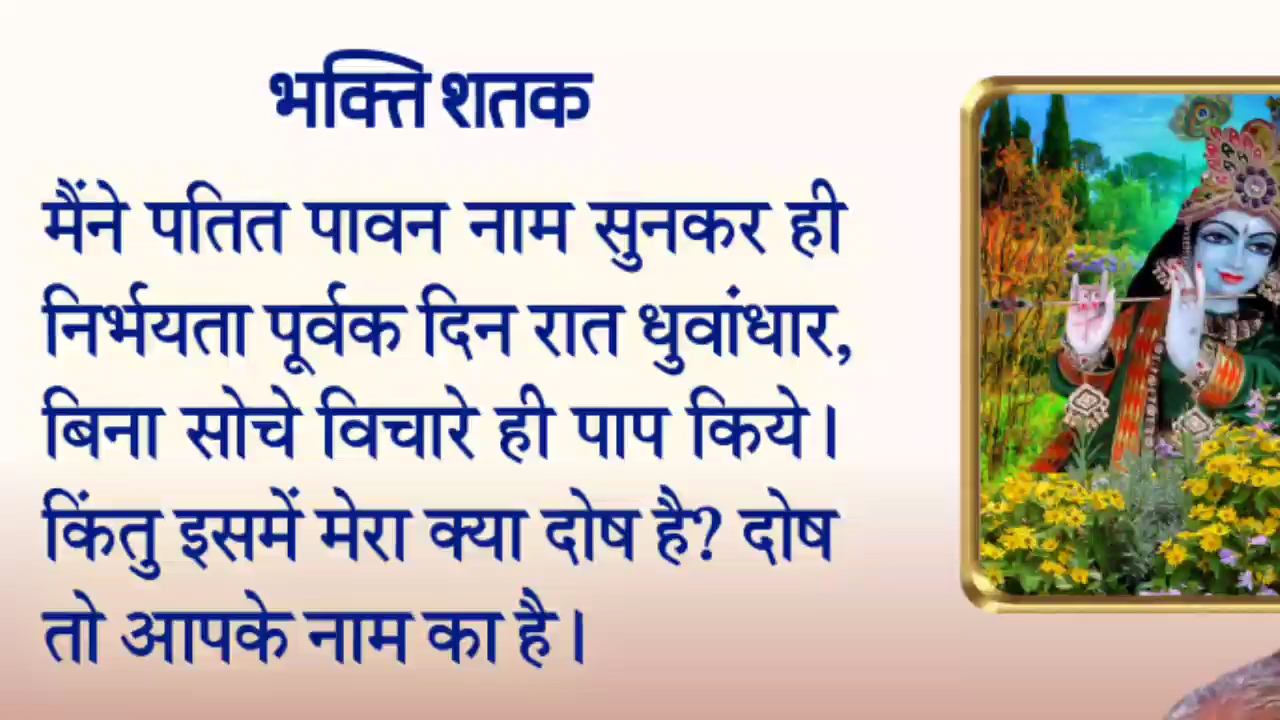 भक्ति शतक
मैंने पतित पावन नाम सुनकर ही
निर्भयता पूर्वक दिन रात धुवांधार,
बिना सोचे विचारे ही पाप किये।
किंतु इसमें मेरा क्या दोष है? दोष
तो आपके नाम का है।